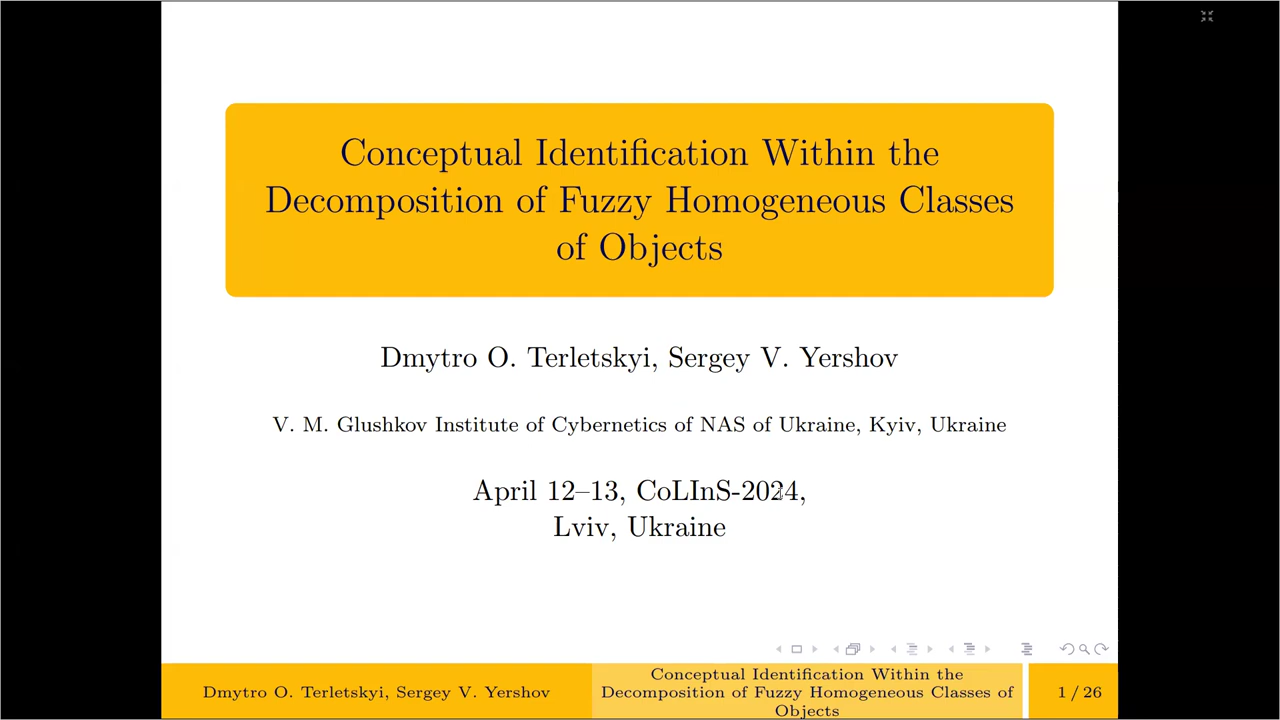 Conceptual Identification Within the
Decomposition of Fuzzy Homogeneous Classes
of Objects
Dmytro O. Terletskyi, Sergey V. Yershov
V. M. Glushkov Institute of Cybernetics of NAS of Ukraine, Kyiv, Ukraine
April 12–13, CoLInS-2024,
Lviv, Ukraine
Dmytro O. Terletskyi, Sergey V. Yershov
Conceptual Identification Within the
Decomposition of Fuzzy Homogeneous Classes of
Objects
1 / 26